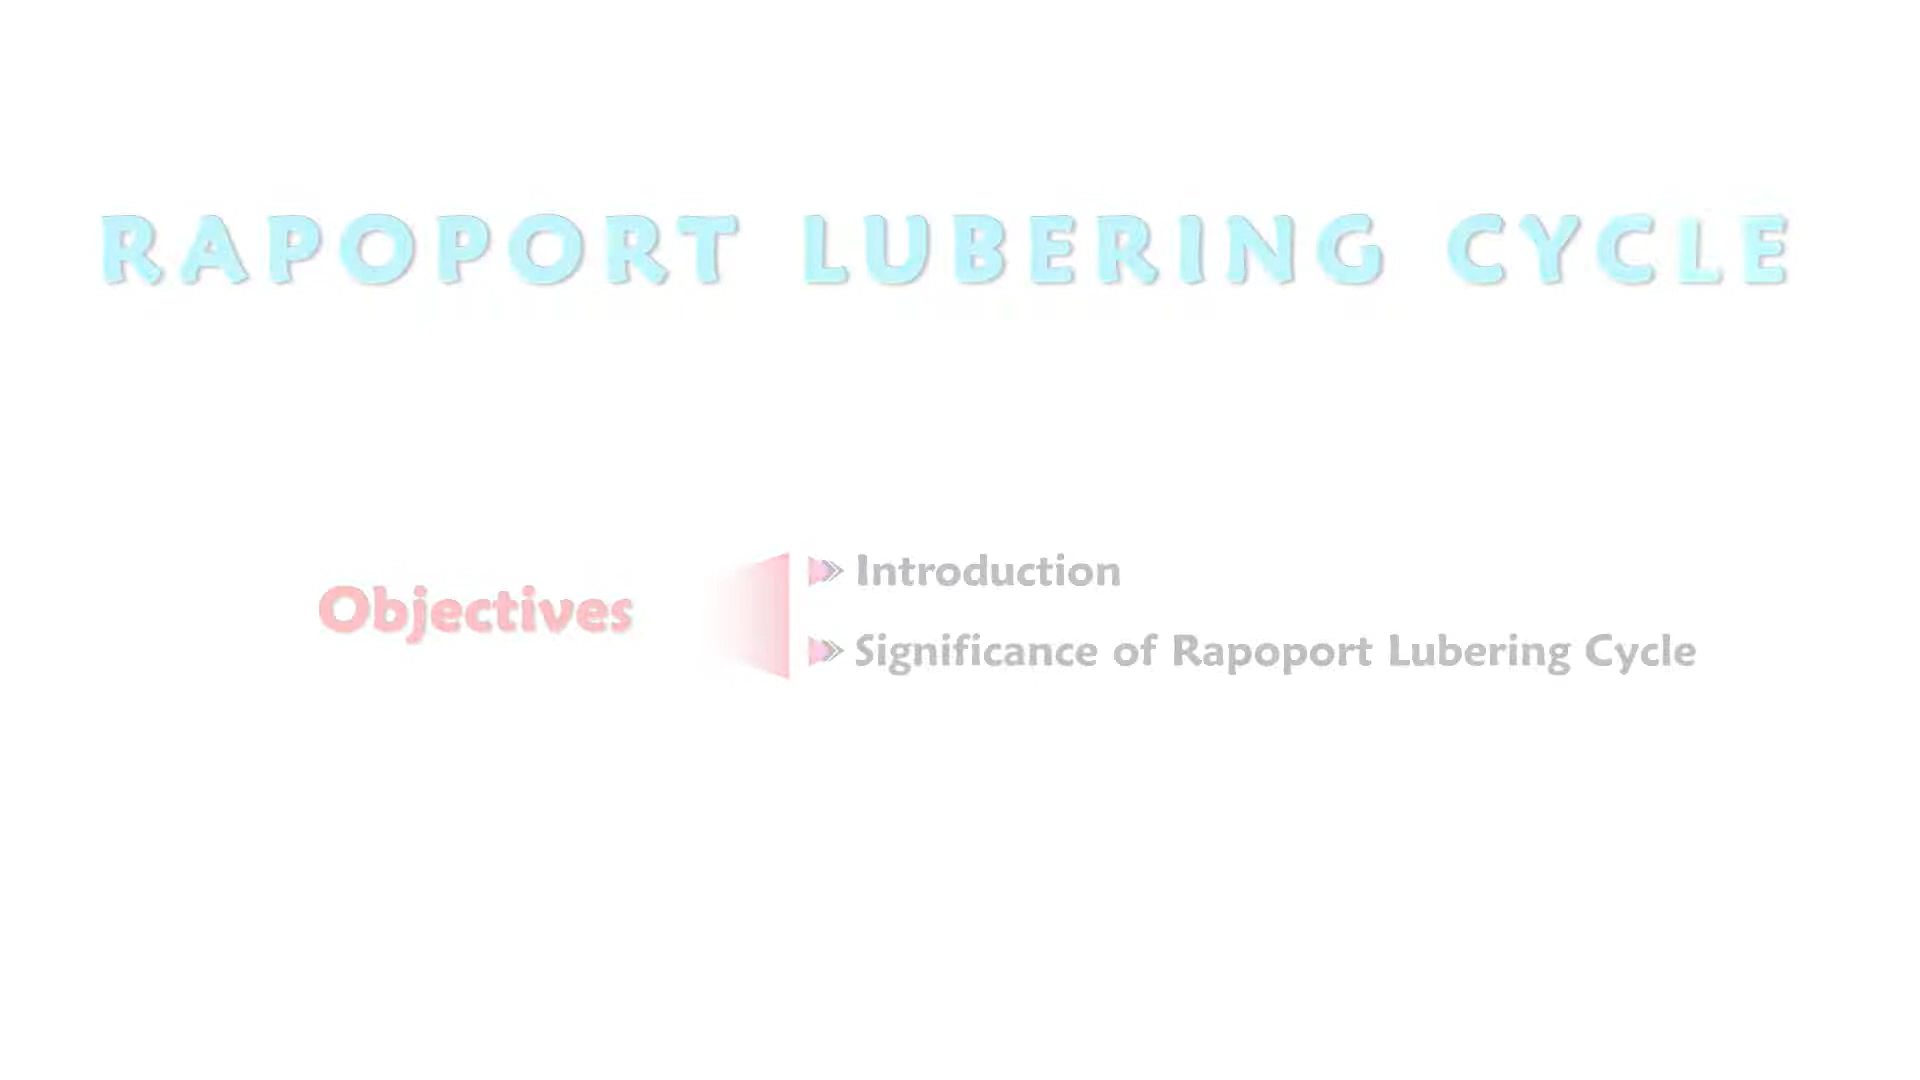 RAPOPORT LUBERING CYCLE
Objectives
Introduction
Significance of Rapoport Lubering Cycle